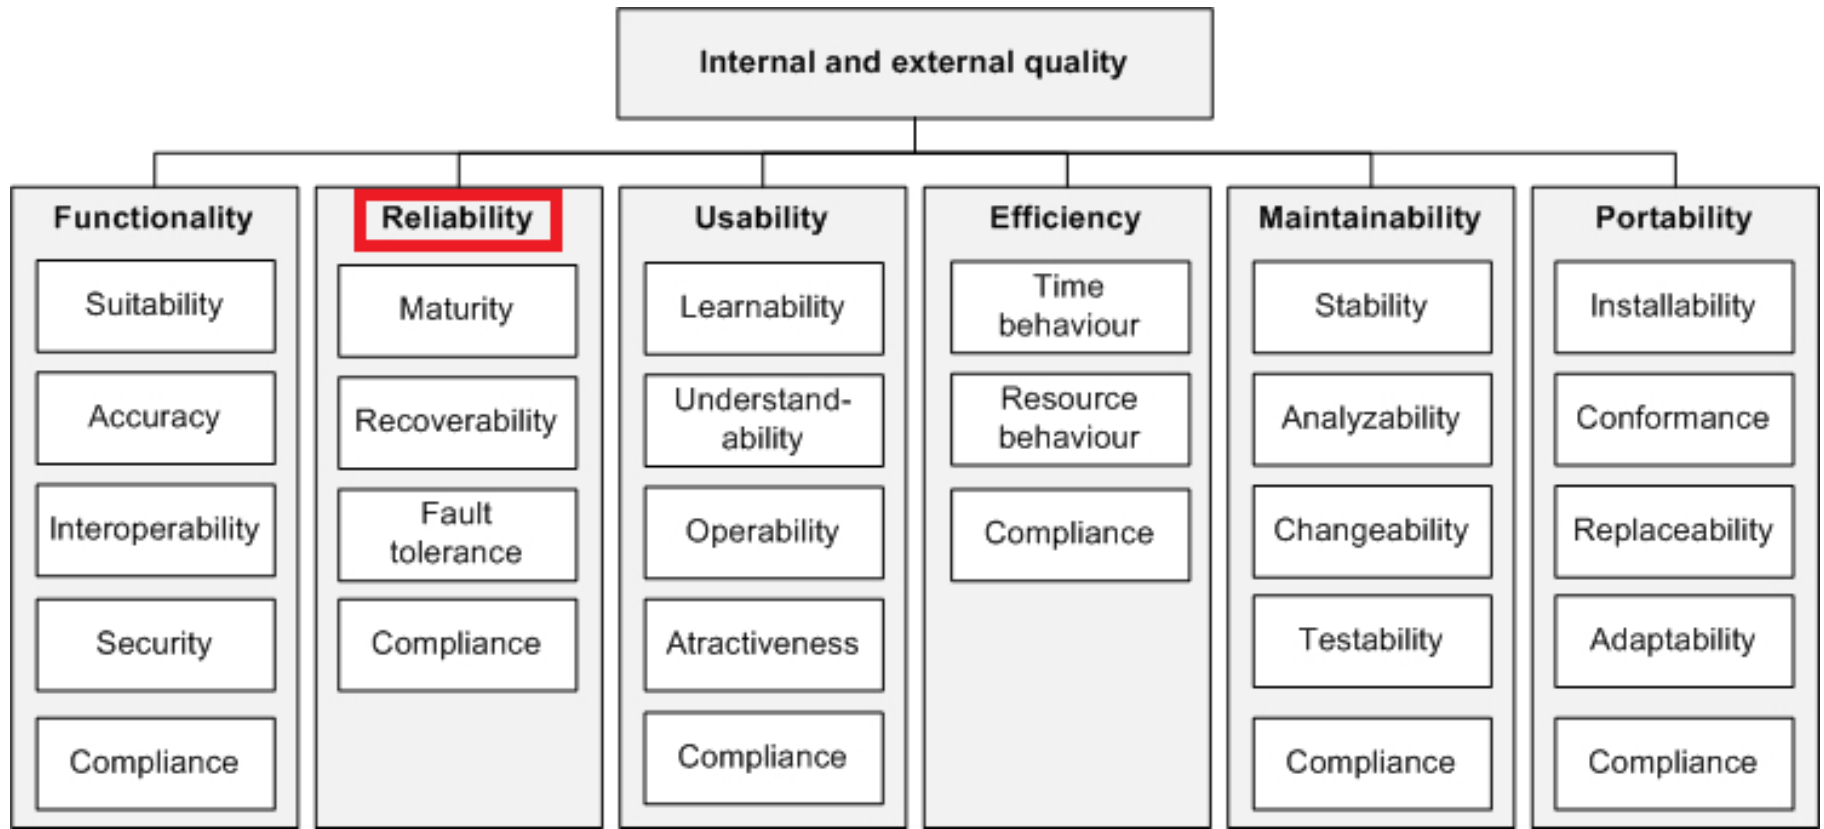 Internal and external quality
Functionality
Suitability
Accuracy
Interoperability
Security
Compliance
Reliability
Maturity
Recoverability
Fault
tolerance
Compliance
Usability
Learnability
Understand-
ability
Operability
Atractiveness
Compliance
Efficiency
Time
behaviour
Resource
behaviour
Compliance
Maintainability
Stability
Analyzability
Changeability
Testability
Compliance
Portability
Installability
Conformance
Replaceability
Adaptability
Compliance